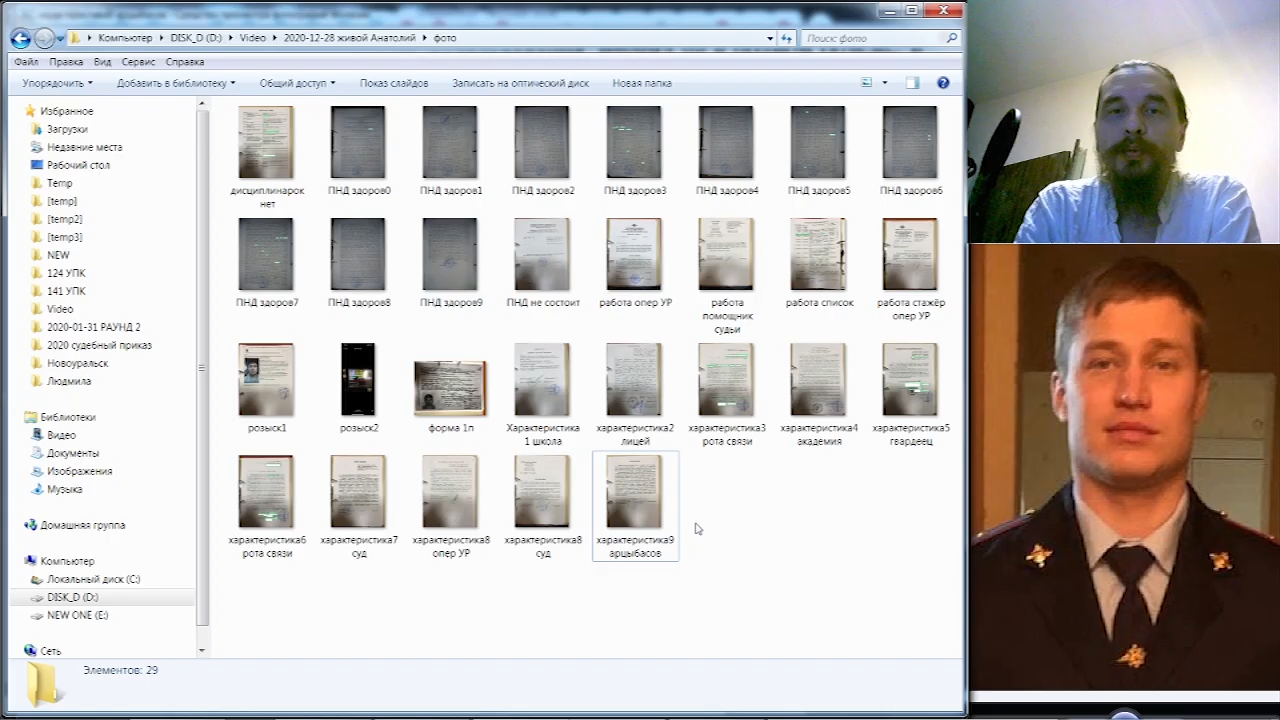 Компьютер ▸ DISK_D (D:) ▸ Video ▸ 2020-12-28 живой Анатолий ▸ фото
Поиск: фото
Файл Правка Вид Сервис Справка
Упорядочить Добавить в библиотеку Общий доступ Показ слайдов Записать на оптический диск Новая папка
Избранное
Загрузки
Недавние места
Рабочий стол
Temp
[temp]
[temp2]
[temp3]
NEW
124 УПК
141 УПК
Video
2020-01-31 РАУНД 2
2020 судебный приказ
Новоуральск
Людмила
Библиотеки
Видео
Документы
Изображения
Музыка
Домашняя группа
Компьютер
Локальный диск (C:)
DISK_D (D:)
NEW ONE (E:)
Сеть
дисциплинарок
нет
ПНД здоров0
ПНД здоров1
ПНД здоров2
ПНД здоров3
ПНД здоров4
ПНД здоров5
ПНД здоров6
ПНД здоров7
ПНД здоров8
ПНД здоров9
ПНД не состоит
работа опер УР
работа
помощник
судьи
работа список
работа стажёр
опер УР
розыск1
розыск2
форма 1п
Характеристика
1 школа
характеристика2
лицей
характеристика3
рота связи
характеристика4
академия
характеристика5
гвардеец
характеристика6
рота связи
характеристика7
суд
характеристика8
опер УР
характеристика8
суд
характеристика9
арцыбасов
Элементов: 29